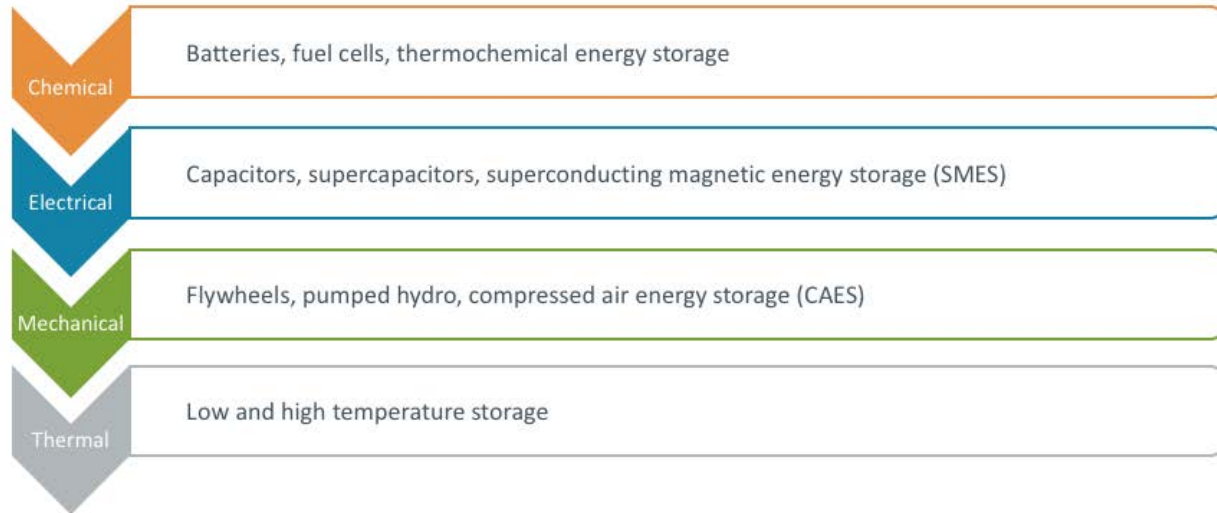 Batteries, fuel cells, thermochemical energy storage
Chemical
Capacitors, supercapacitors, superconducting magnetic energy storage (SMES)
Electrical
Flywheels, pumped hydro, compressed air energy storage (CAES)
Mechanical
Low and high temperature storage
Thermal